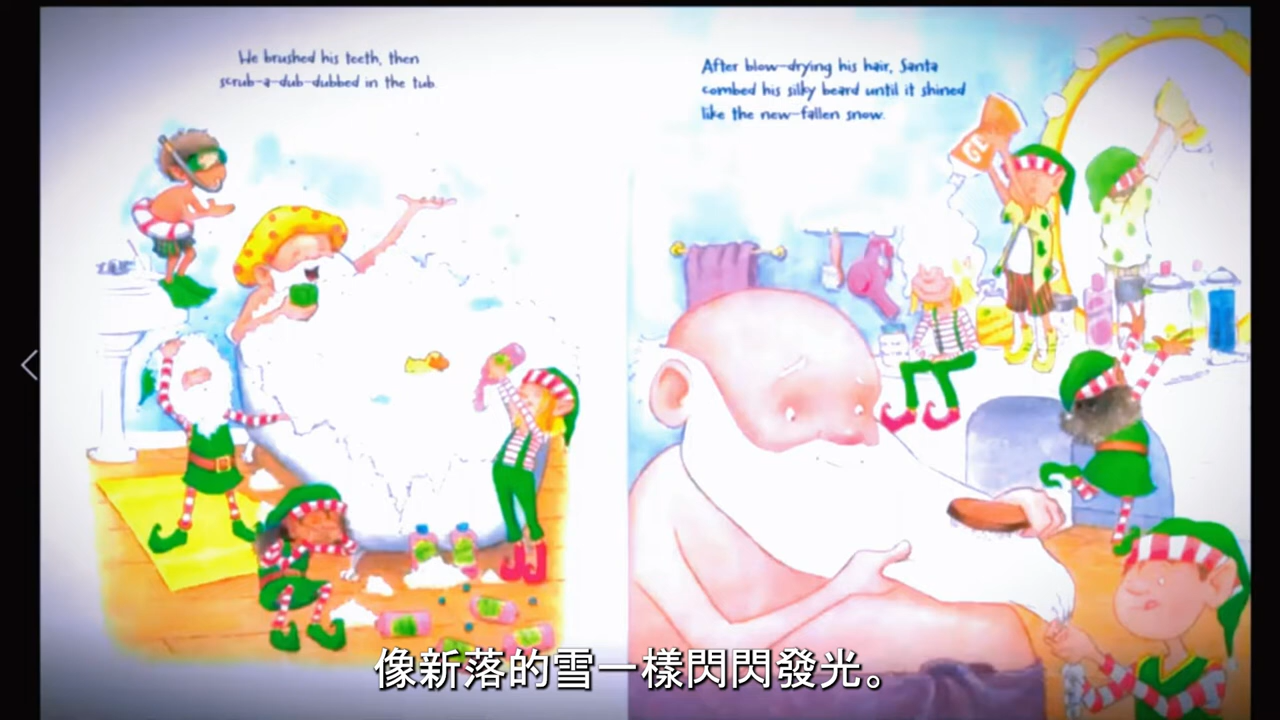 We brushed his teeth, then
scrub-a-dub-dubbed in the tub.
After blow-drying his hair, Santa
combed his silky beard until it shined
like the new-fallen snow.
GEL
像新落的雪一樣閃閃發光。